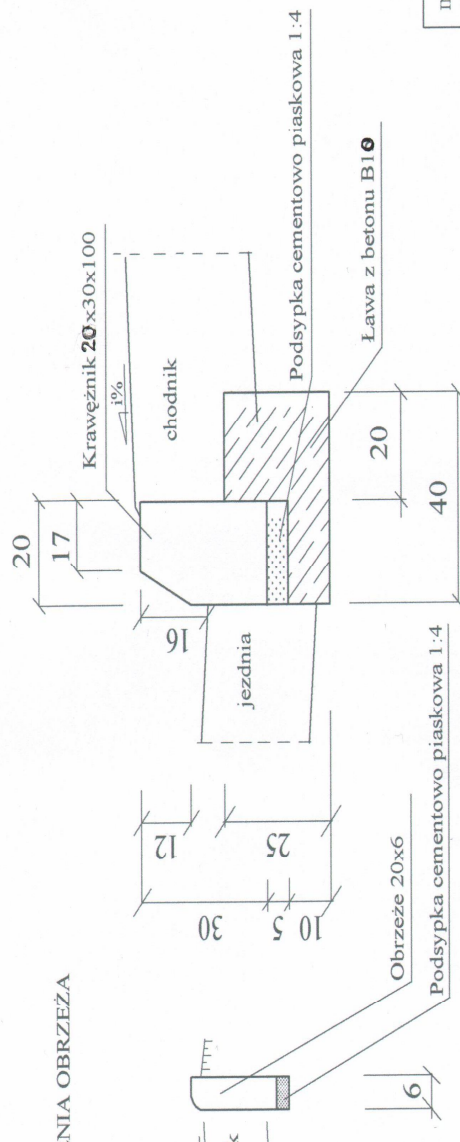 NIA OBRZEŻA
Krawężnik 20x30x100
i%
chodnik
jezdnia
Podsypka cementowo piaskowa 1:4
Ława z betonu B10
20
17
16
12
25
30
5
10
20
40
Obrzeże 20x6
Podsypka cementowo piaskowa 1:4
6